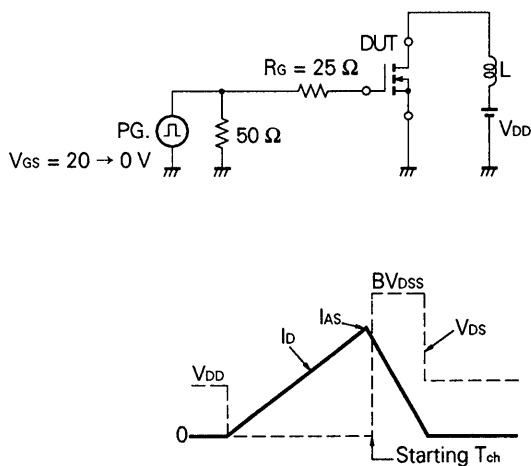 DUT
RG = 25 Ω
L
PG.
50 Ω
VDD
VGS = 20 → 0 V
BVDSS
IAS
ID
VDS
VDD
0
Starting Tch